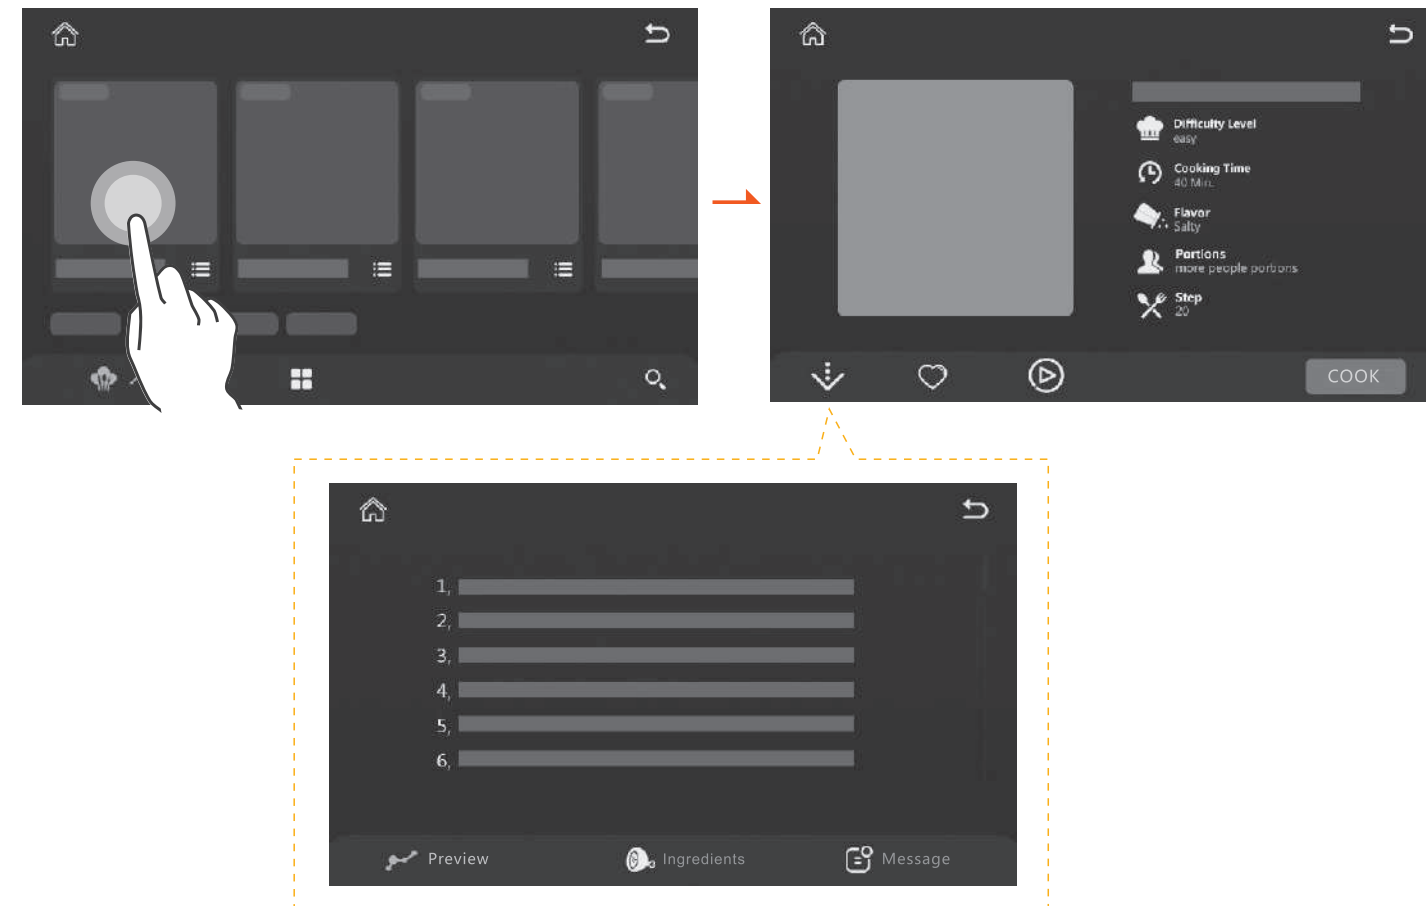 Difficulty Level
easy
Cooking Time
40 Min.
Flavor
Salty
Portions
more people portions
Step
20
COOK
1,
2,
3,
4,
5,
6,
Preview
Ingredients
Message